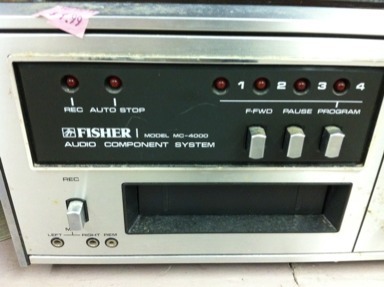 1 2 3 4
REC AUTO STOP
F-FWD PAUSE PROGRAM
FISHER MODEL MC-4000
AUDIO COMPONENT SYSTEM
REC
LEFT RIGHT